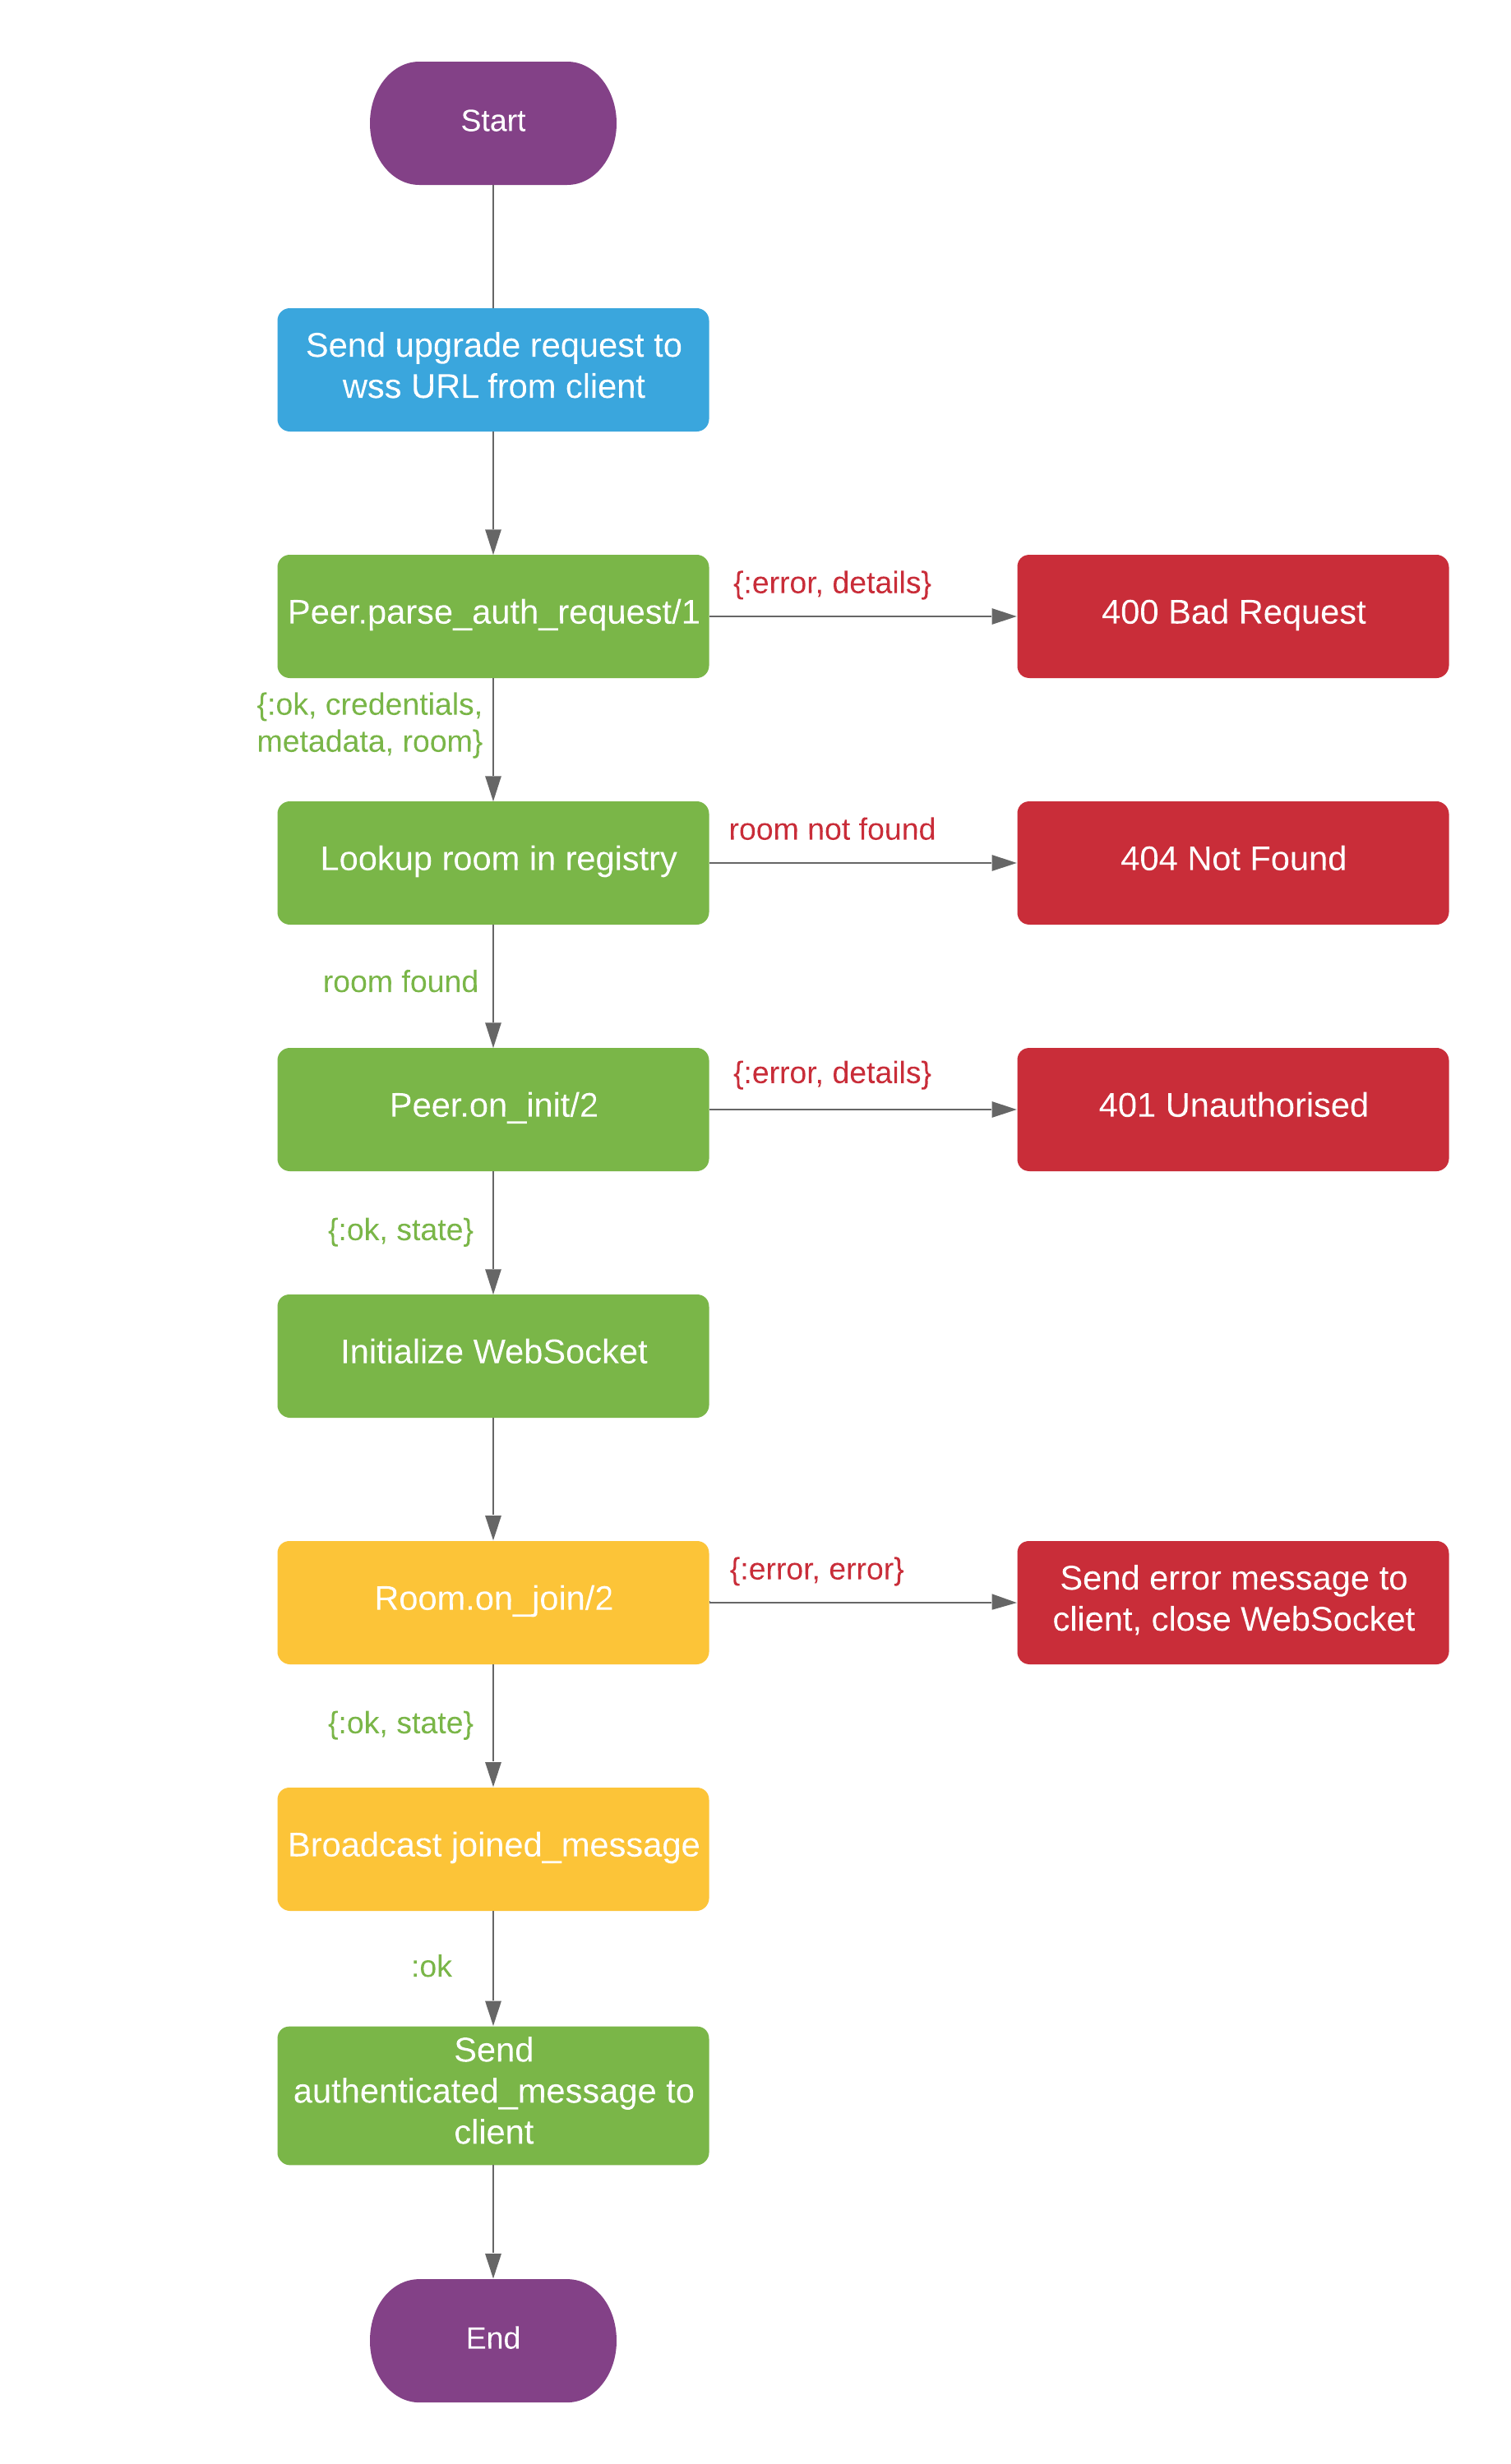 Start
Send upgrade request to
wss URL from client
Peer.parse_auth_request/1
{:error, details}
400 Bad Request
{:ok, credentials,
metadata, room}
Lookup room in registry
room not found
404 Not Found
room found
Peer.on_init/2
{:error, details}
401 Unauthorised
{:ok, state}
Initialize WebSocket
Room.on_join/2
{:error, error}
Send error message to
client, close WebSocket
{:ok, state}
Broadcast joined_message
:ok
Send
authenticated_message to
client
End